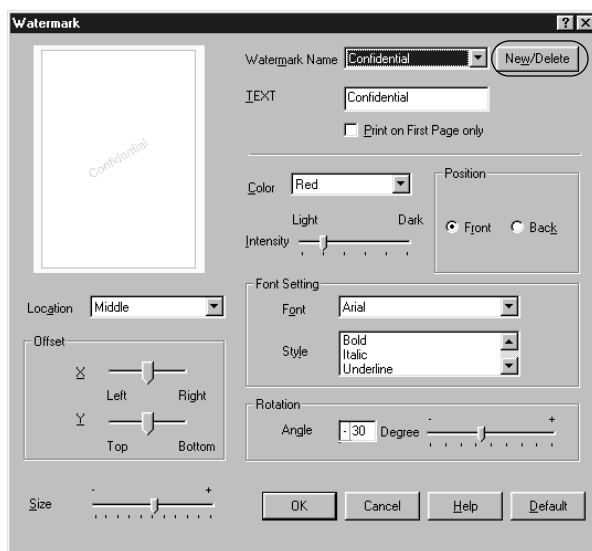 Watermark
Confidential
Watermark Name Confidential New/Delete
TEXT Confidential
Print on First Page only
Color Red
Position
Light Dark
Intensity
Front Back
Location Middle
Font Setting
Font Arial
Style Bold
Italic
Underline
Offset
X
Left Right
Y
Top Bottom
Rotation
Angle - 30 Degree - +
Size - +
OK Cancel Help Default